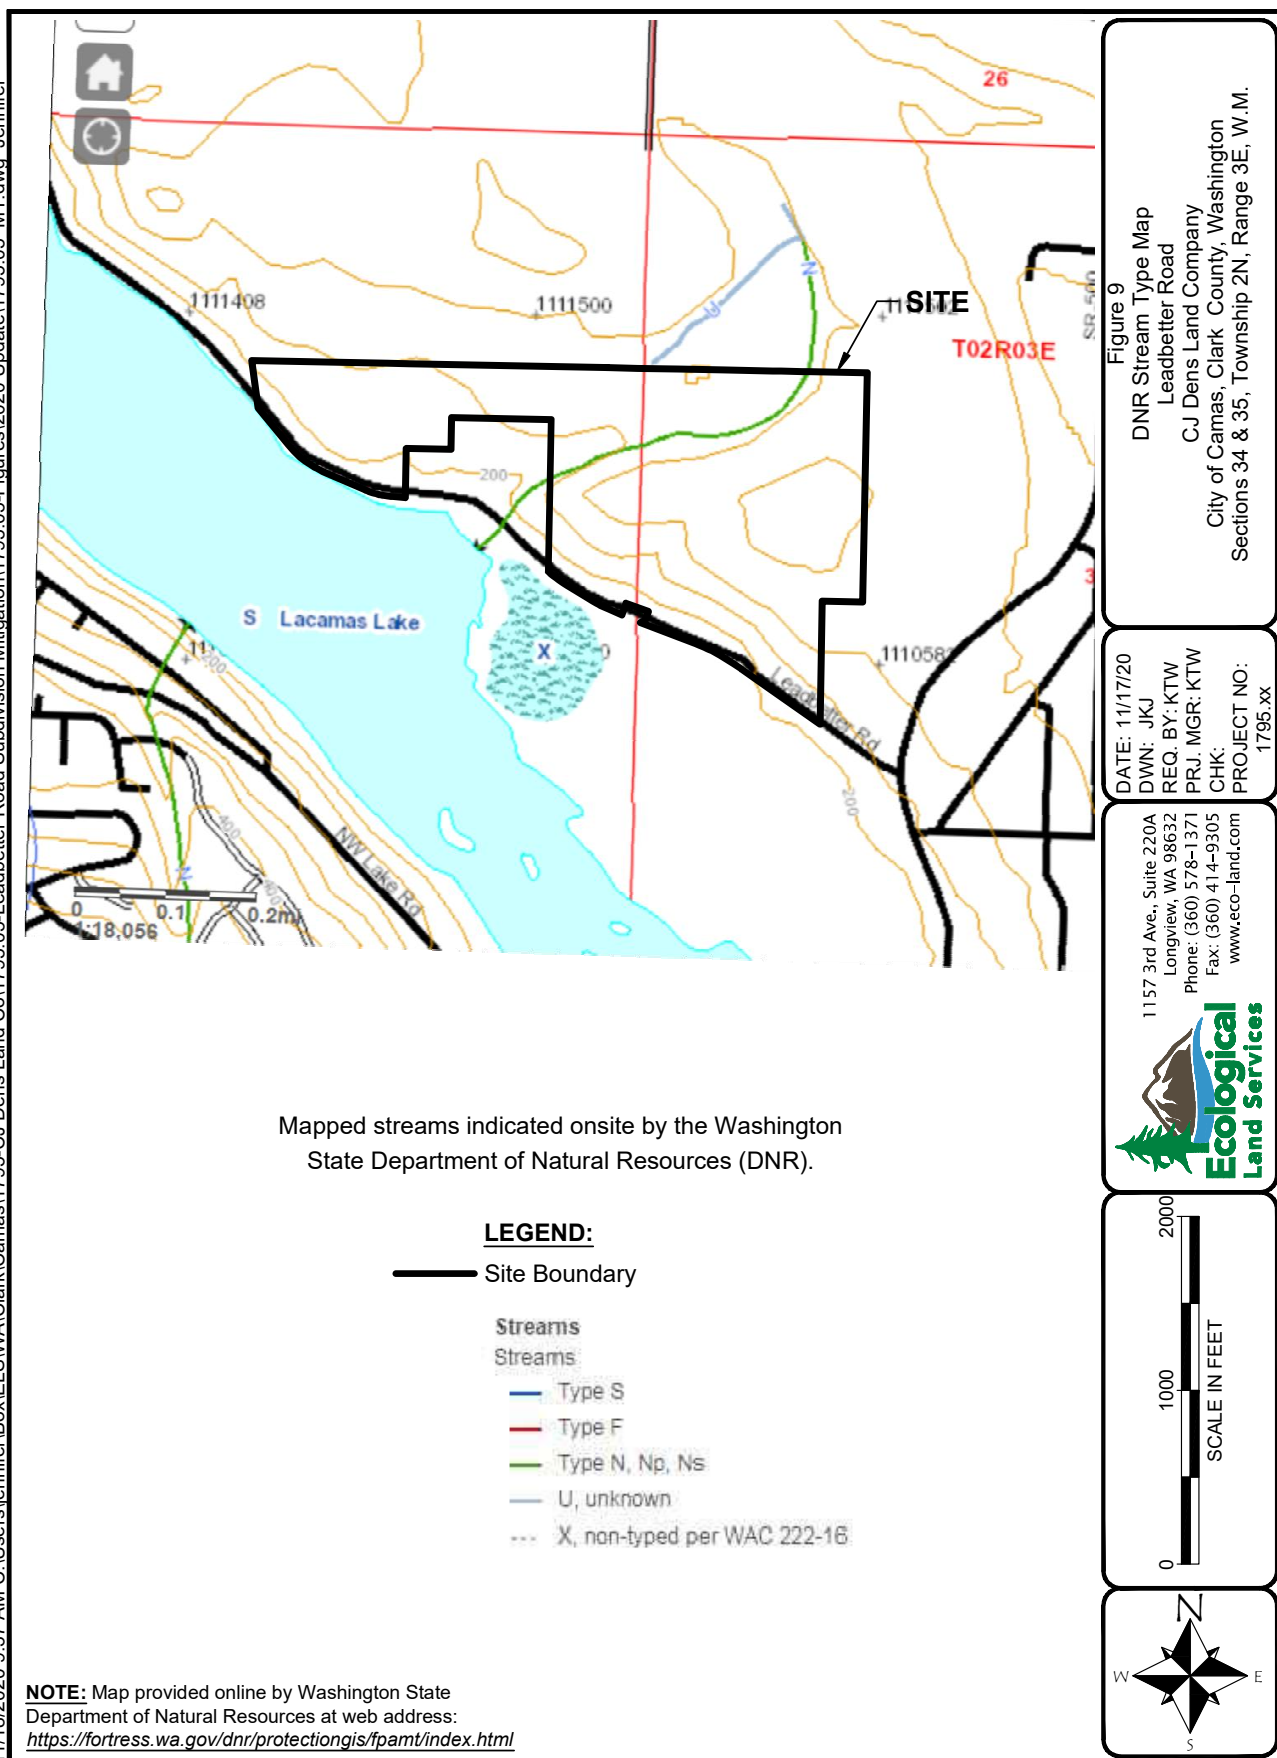 26
1111408
1111500
SITE
T02R03E
SR 500
N
U
200
S Lacamas Lake
X
200
1110582
Leadbetter Rd
200
NW Lake Rd
400
400
N
0 0.1 0.2mi
1:18,056
Mapped streams indicated onsite by the Washington
State Department of Natural Resources (DNR).
LEGEND:
Site Boundary
Streams
Streams
Type S
Type F
Type N, Np, Ns
U, unknown
X, non-typed per WAC 222-16
NOTE: Map provided online by Washington State
Department of Natural Resources at web address:
https://fortress.wa.gov/dnr/protectiongis/fpamt/index.html
Figure 9
DNR Stream Type Map
Leadbetter Road
CJ Dens Land Company
City of Camas, Clark County, Washington
Sections 34 & 35, Township 2N, Range 3E, W.M.
DATE: 11/17/20
DWN: JKJ
REQ. BY: KTW
PRJ. MGR: KTW
CHK:
PROJECT NO:
1795.xx
1157 3rd Ave., Suite 220A
Longview, WA 98632
Phone: (360) 578-1371
Fax: (360) 414-9305
www.eco-land.com
Ecological
Land Services
0 1000 2000
SCALE IN FEET
N
W E
S